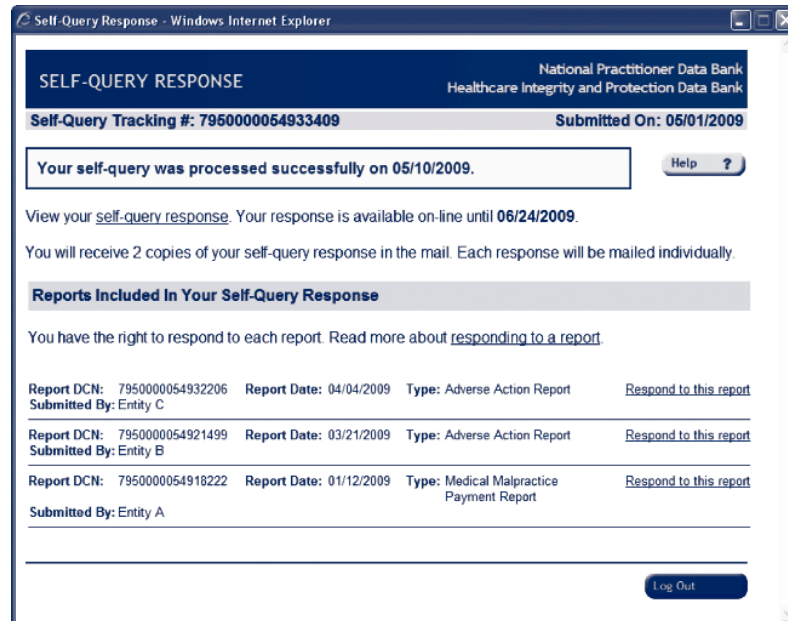 Self-Query Response - Windows Internet Explorer
SELF-QUERY RESPONSE
National Practitioner Data Bank
Healthcare Integrity and Protection Data Bank
Self-Query Tracking #: 7950000054933409 Submitted On: 05/01/2009
Your self-query was processed successfully on 05/10/2009.
Help ?
View your self-query response. Your response is available on-line until 06/24/2009.
You will receive 2 copies of your self-query response in the mail. Each response will be mailed individually.
Reports Included In Your Self-Query Response
You have the right to respond to each report. Read more about responding to a report.
Report DCN: 7950000054932206 Report Date: 04/04/2009 Type: Adverse Action Report Respond to this report
Submitted By: Entity C
Report DCN: 7950000054921499 Report Date: 03/21/2009 Type: Adverse Action Report Respond to this report
Submitted By: Entity B
Report DCN: 7950000054918222 Report Date: 01/12/2009 Type: Medical Malpractice Respond to this report
Payment Report
Submitted By: Entity A
Log Out